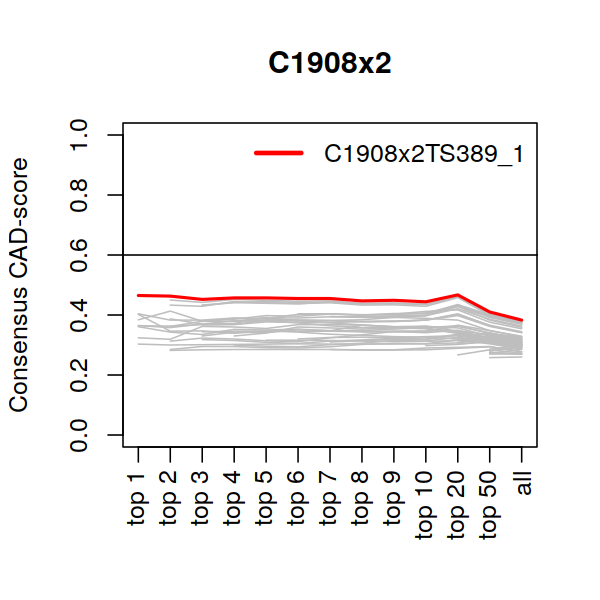 C1908x2
C1908x2TS389_1
Consensus CAD-score
1.0
0.8
0.6
0.4
0.2
0.0
top 1
top 2
top 3
top 4
top 5
top 6
top 7
top 8
top 9
top 10
top 20
top 50
all